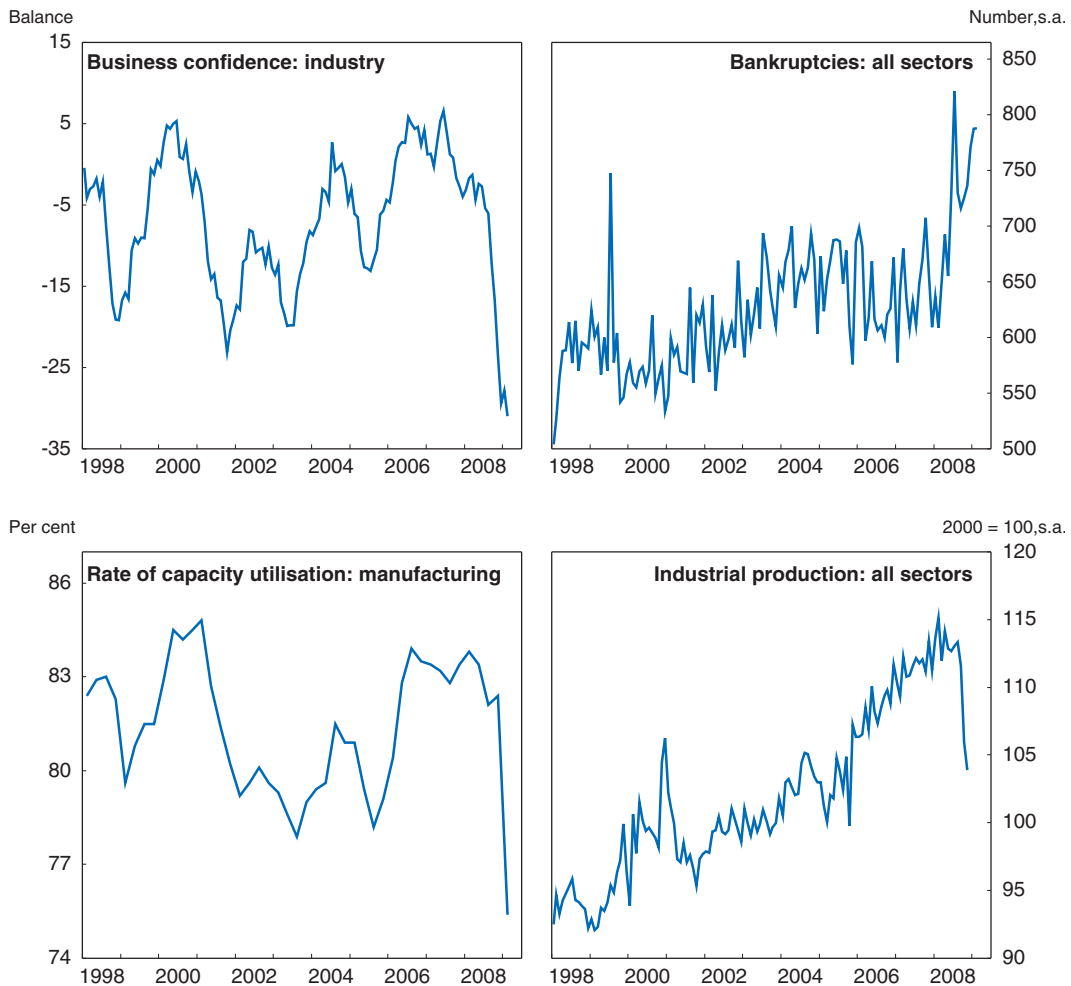 Balance
Number,s.a.
Business confidence: industry
15
5
-5
-15
-25
-35
1998 2000 2002 2004 2006 2008
Bankruptcies: all sectors
850
800
750
700
650
600
550
500
1998 2000 2002 2004 2006 2008
Per cent
2000 = 100,s.a.
Rate of capacity utilisation: manufacturing
86
83
80
77
74
1998 2000 2002 2004 2006 2008
Industrial production: all sectors
120
115
110
105
100
95
90
1998 2000 2002 2004 2006 2008